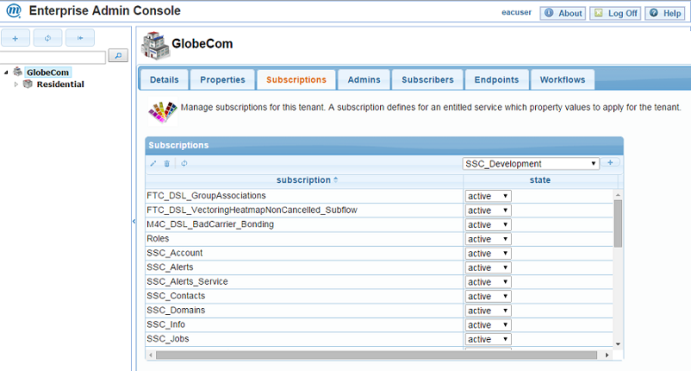 Enterprise Admin Console
eacuser
About
Log Off
Help
GlobeCom
Residential
GlobeCom
Details
Properties
Subscriptions
Admins
Subscribers
Endpoints
Workflows
Manage subscriptions for this tenant. A subscription defines for an entitled service which property values to apply for the tenant.
Subscriptions
SSC_Development
subscription
state
FTC_DSL_GroupAssociations active
FTC_DSL_VectoringHeatmapNonCancelled_Subflow active
M4C_DSL_BadCarrier_Bonding active
Roles active
SSC_Account active
SSC_Alerts active
SSC_Alerts_Service active
SSC_Contacts active
SSC_Domains active
SSC_Info active
SSC_Jobs active